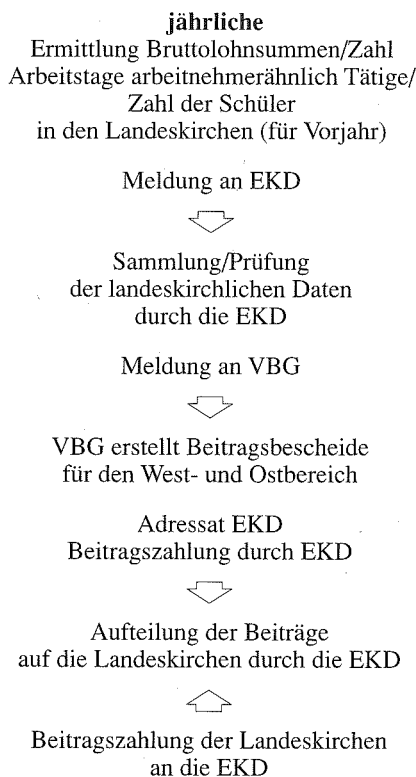 jährliche
Ermittlung Bruttolohnsummen/Zahl
Arbeitstage arbeitnehmerähnlich Tätige/
Zahl der Schüler
in den Landeskirchen (für Vorjahr)
Meldung an EKD
Sammlung/Prüfung
der landeskirchlichen Daten
durch die EKD
Meldung an VBG
VBG erstellt Beitragsbescheide
für den West- und Ostbereich
Adressat EKD
Beitragszahlung durch EKD
Aufteilung der Beiträge
auf die Landeskirchen durch die EKD
Beitragszahlung der Landeskirchen
an die EKD